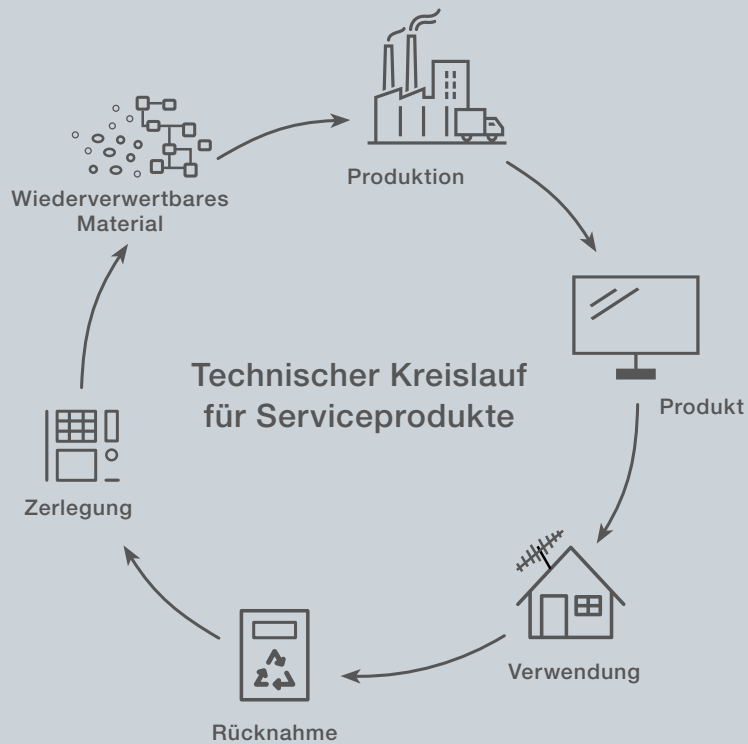 Technischer Kreislauf
für Serviceprodukte
Produktion
Produkt
Verwendung
Rücknahme
Zerlegung
Wiederverwertbares
Material